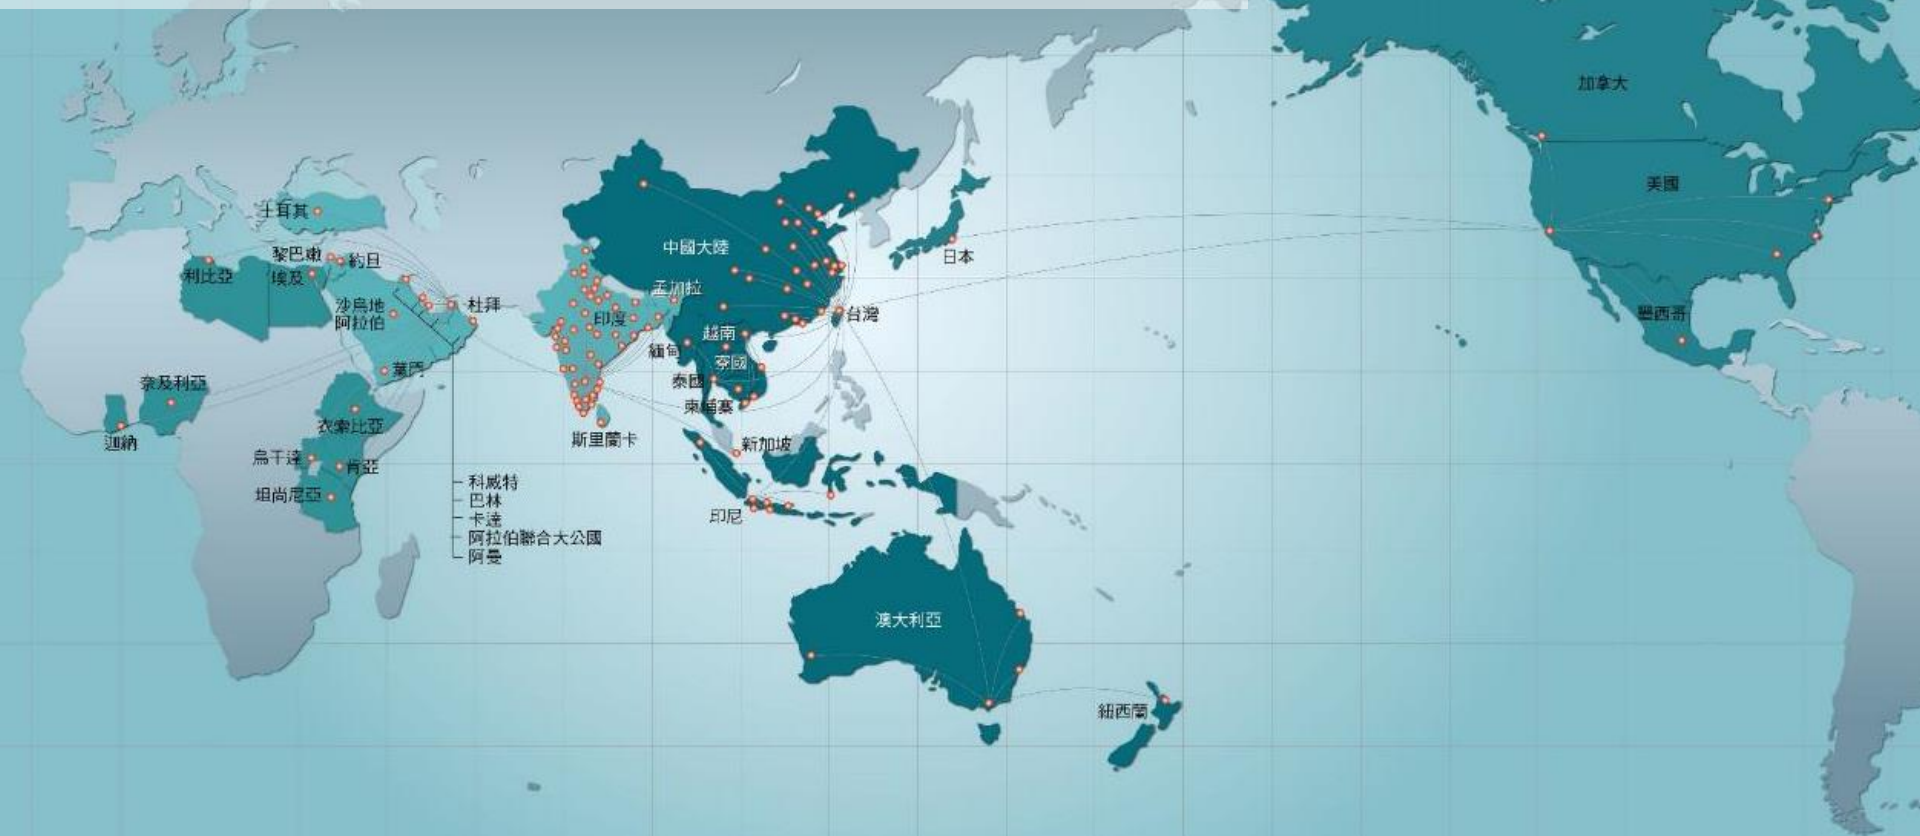 加拿大
中國大陸
美國
土耳其
日本
黎巴嫩
約旦
利比亞
埃及
孟加拉
沙烏地
阿拉伯
杜拜
印度
台灣
墨西哥
越南
緬甸
寮國
葉門
泰國
奈及利亞
柬埔寨
衣索比亞
迦納
斯里蘭卡
新加坡
烏干達
肯亞
坦尚尼亞
科威特
巴林
卡達
阿拉伯聯合大公國
阿曼
印尼
澳大利亞
紐西蘭